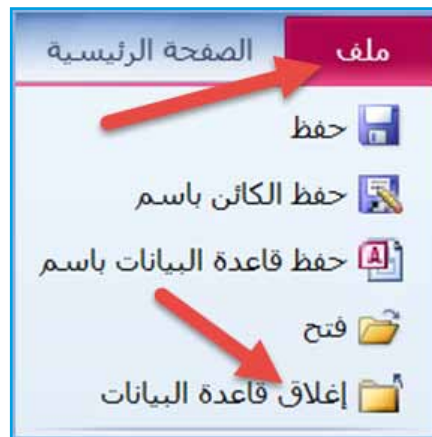 ملف الصفحة الرئيسية
حفظ
حفظ الكائن باسم
حفظ قاعدة البيانات باسم
فتح
إغلاق قاعدة البيانات